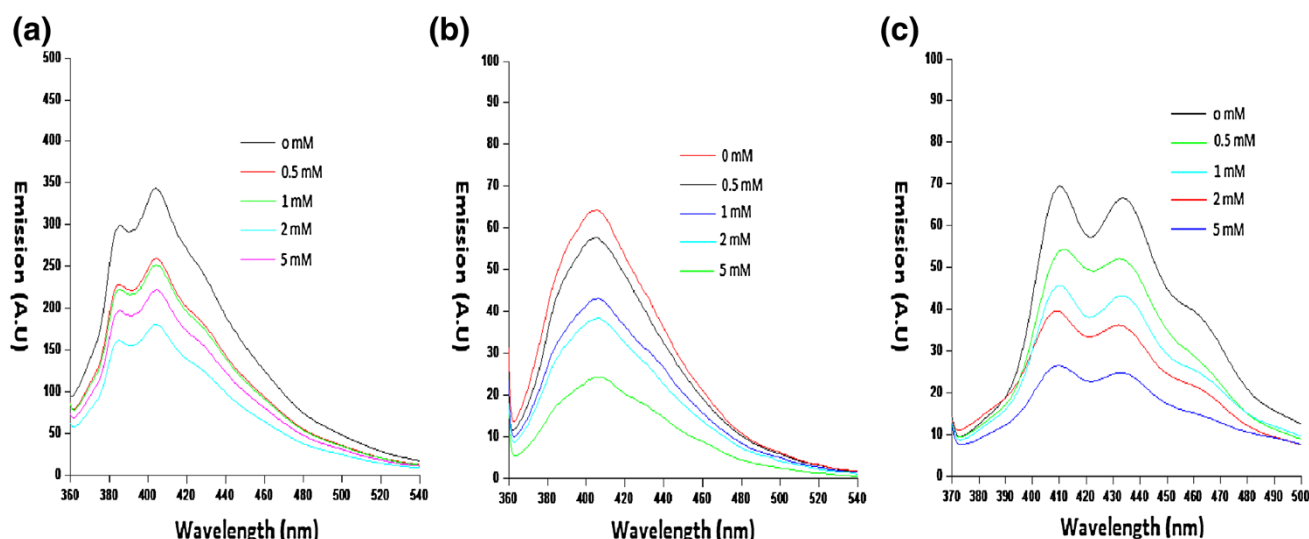 (a)
500
450
400
350
300
250
200
150
100
50
0
360 380 400 420 440 460 480 500 520 540
Emission (A.U)
Wavelength (nm)
o mM
0.5 mM
1 mM
2 mM
5 mM
(b)
100
90
80
70
60
50
40
30
20
10
0
360 380 400 420 440 460 480 500 520 540
Emission (A.U)
Wavelength (nm)
0 mM
0.5 mM
1 mM
2 mM
5 mM
(c)
100
90
80
70
60
50
40
30
20
10
0
370 380 390 400 410 420 430 440 450 460 470 480 490 500
Emission (A.U)
Wavelength (nm)
o mM
0.5 mM
1 mM
2 mM
5 mM